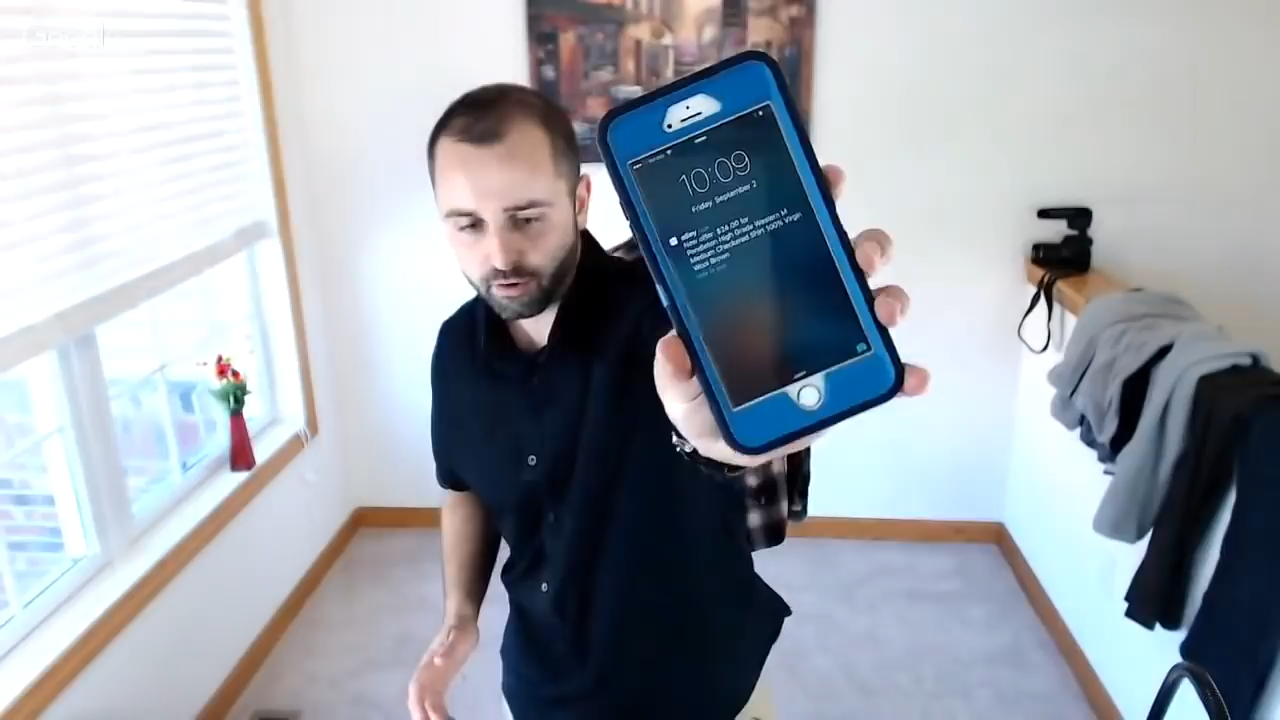 10:09
Friday, September 2
eBay
New offer: $28.00 for
Pendleton High Grade Western M
Medium Checkered Shirt 100% Virgin
Wool Brown